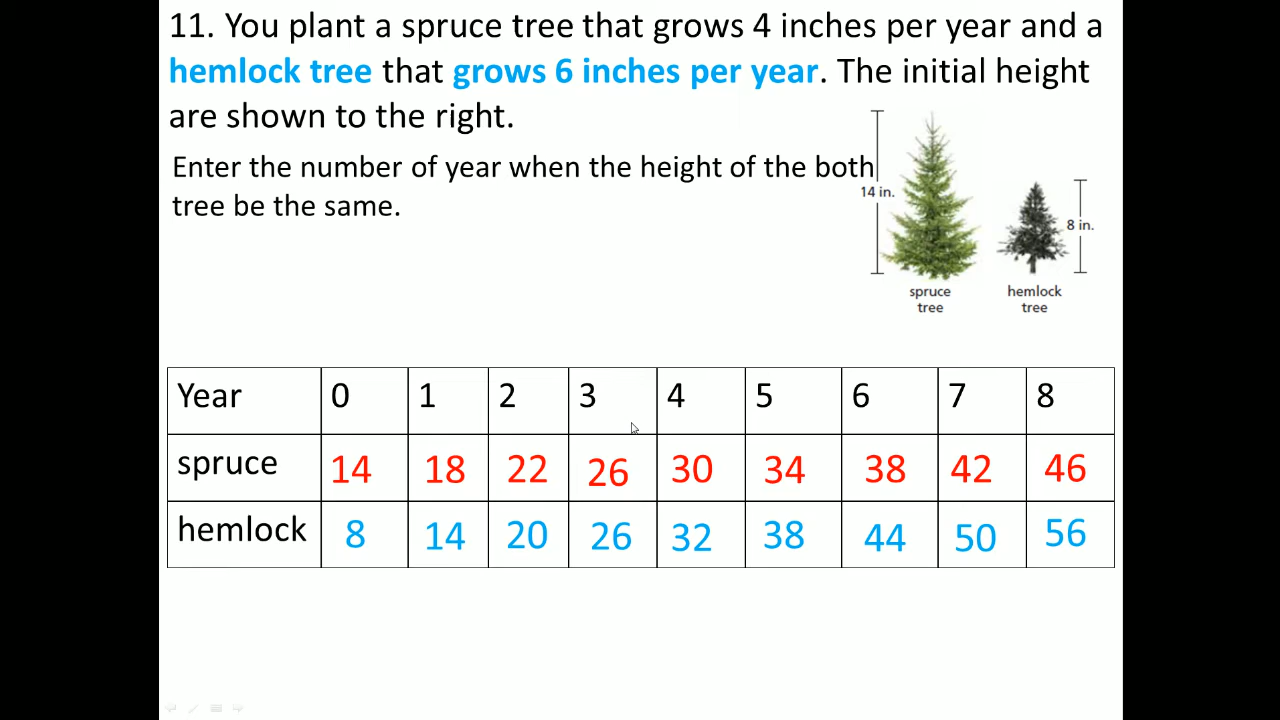 11. You plant a spruce tree that grows 4 inches per year and a
hemlock tree that grows 6 inches per year. The initial height
are shown to the right.
Enter the number of year when the height of the both
tree be the same.
14 in.
8 in.
spruce
tree
hemlock
tree
Year 0 1 2 3 4 5 6 7 8
spruce 14 18 22 26 30 34 38 42 46
hemlock 8 14 20 26 32 38 44 50 56